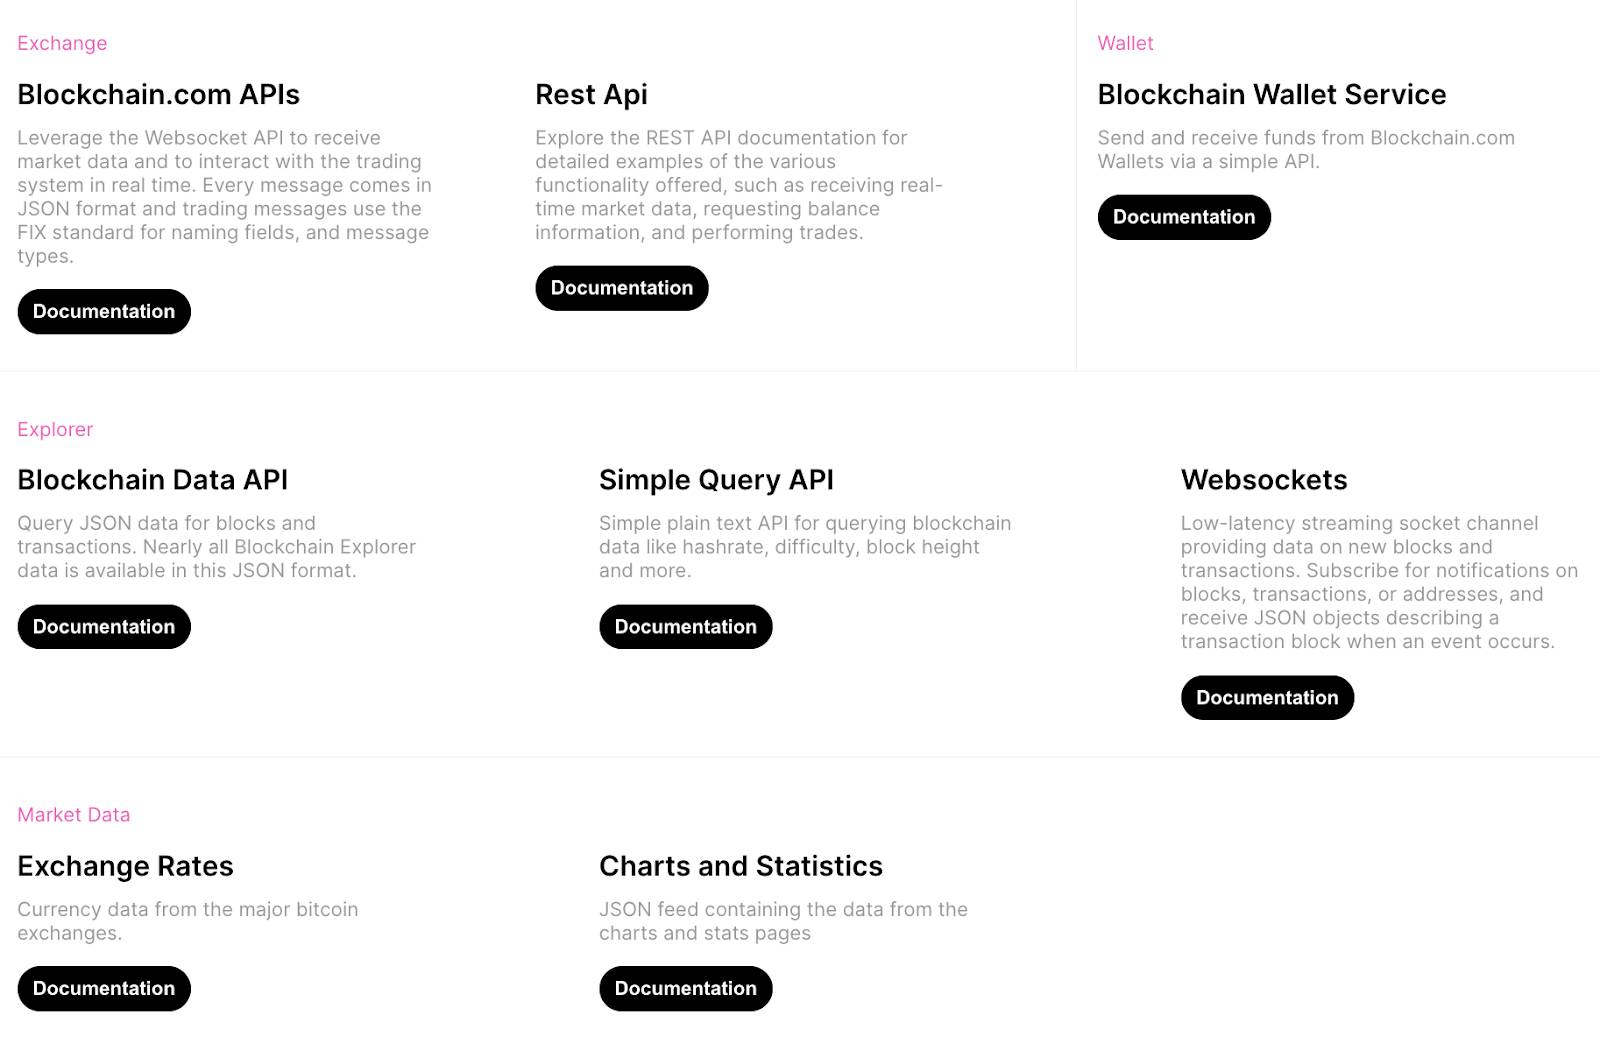 Exchange
Blockchain.com APIs
Leverage the Websocket API to receive
market data and to interact with the trading
system in real time. Every message comes in
JSON format and trading messages use the
FIX standard for naming fields, and message
types.
Documentation
Rest Api
Explore the REST API documentation for
detailed examples of the various
functionality offered, such as receiving real-
time market data, requesting balance
information, and performing trades.
Documentation
Wallet
Blockchain Wallet Service
Send and receive funds from Blockchain.com
Wallets via a simple API.
Documentation
Explorer
Blockchain Data API
Query JSON data for blocks and
transactions. Nearly all Blockchain Explorer
data is available in this JSON format.
Documentation
Simple Query API
Simple plain text API for querying blockchain
data like hashrate, difficulty, block height
and more.
Documentation
Websockets
Low-latency streaming socket channel
providing data on new blocks and
transactions. Subscribe for notifications on
blocks, transactions, or addresses, and
receive JSON objects describing a
transaction block when an event occurs.
Documentation
Market Data
Exchange Rates
Currency data from the major bitcoin
exchanges.
Documentation
Charts and Statistics
JSON feed containing the data from the
charts and stats pages
Documentation